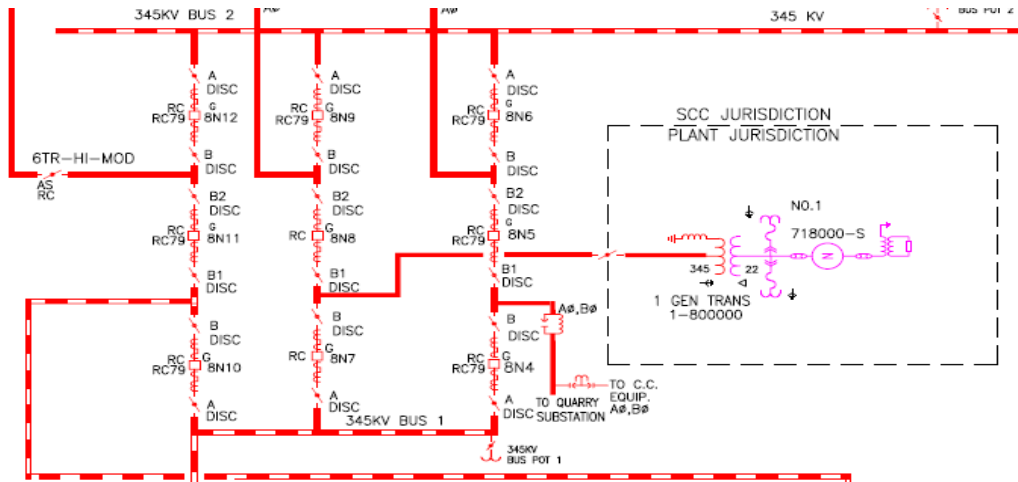 345KV BUS 2
AØ
AØ
345 KV
BUS POT 2
A
DISC
RC
RC79
G
8N12
B
DISC
A
DISC
RC
RC79
G
8N9
B
DISC
A
DISC
RC
RC79
G
8N6
B
DISC
SCC JURISDICTION
PLANT JURISDICTION
6TR-HI-MOD
AS
RC
B2
DISC
RC
RC79
G
8N11
B1
DISC
B2
DISC
RC
G
8N8
B1
DISC
B2
DISC
RC
RC79
G
8N5
B1
DISC
NO.1
718000-S
N
345
22
1 GEN TRANS
1-800000
B
DISC
RC
RC79
G
8N10
A
DISC
B
DISC
RC
G
8N7
A
DISC
B
DISC
RC
RC79
G
8N4
A
DISC
AØ,BØ
TO QUARRY
SUBSTATION
TO C.C.
EQUIP.
AØ,BØ
345KV BUS 1
345KV
BUS POT 1